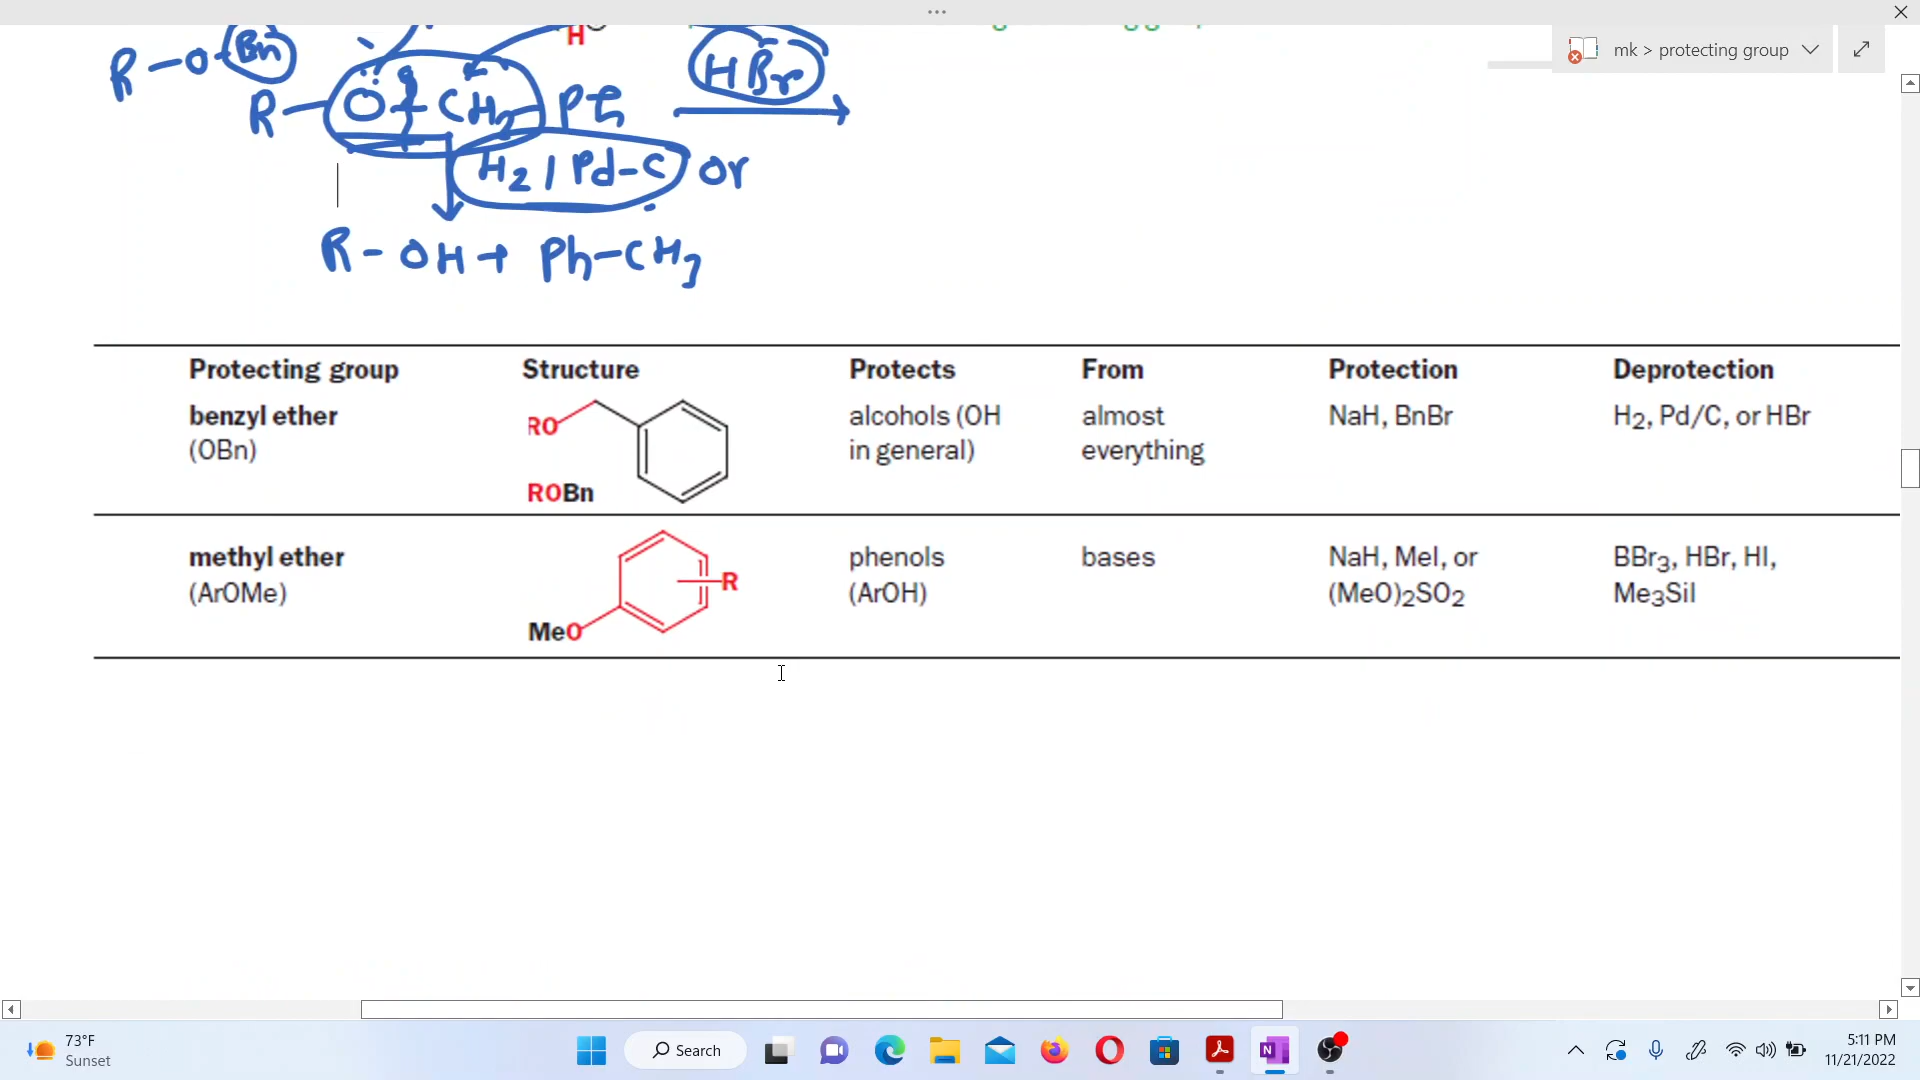 mk > protecting group
R-O-Bn
H
HBr
R-O-CH2-Ph
H2/Pd-C or
R-OH + Ph-CH3
Protecting group Structure Protects From Protection Deprotection
benzyl ether RO alcohols (OH almost NaH, BnBr H2, Pd/C, or HBr
(OBn) in general) everything
ROBn
methyl ether phenols bases NaH, MeI, or BBr3, HBr, HI,
(ArOMe) R (ArOH) (MeO)2SO2 Me3SiI
MeO
73°F
Sunset
Search
5:11 PM
11/21/2022